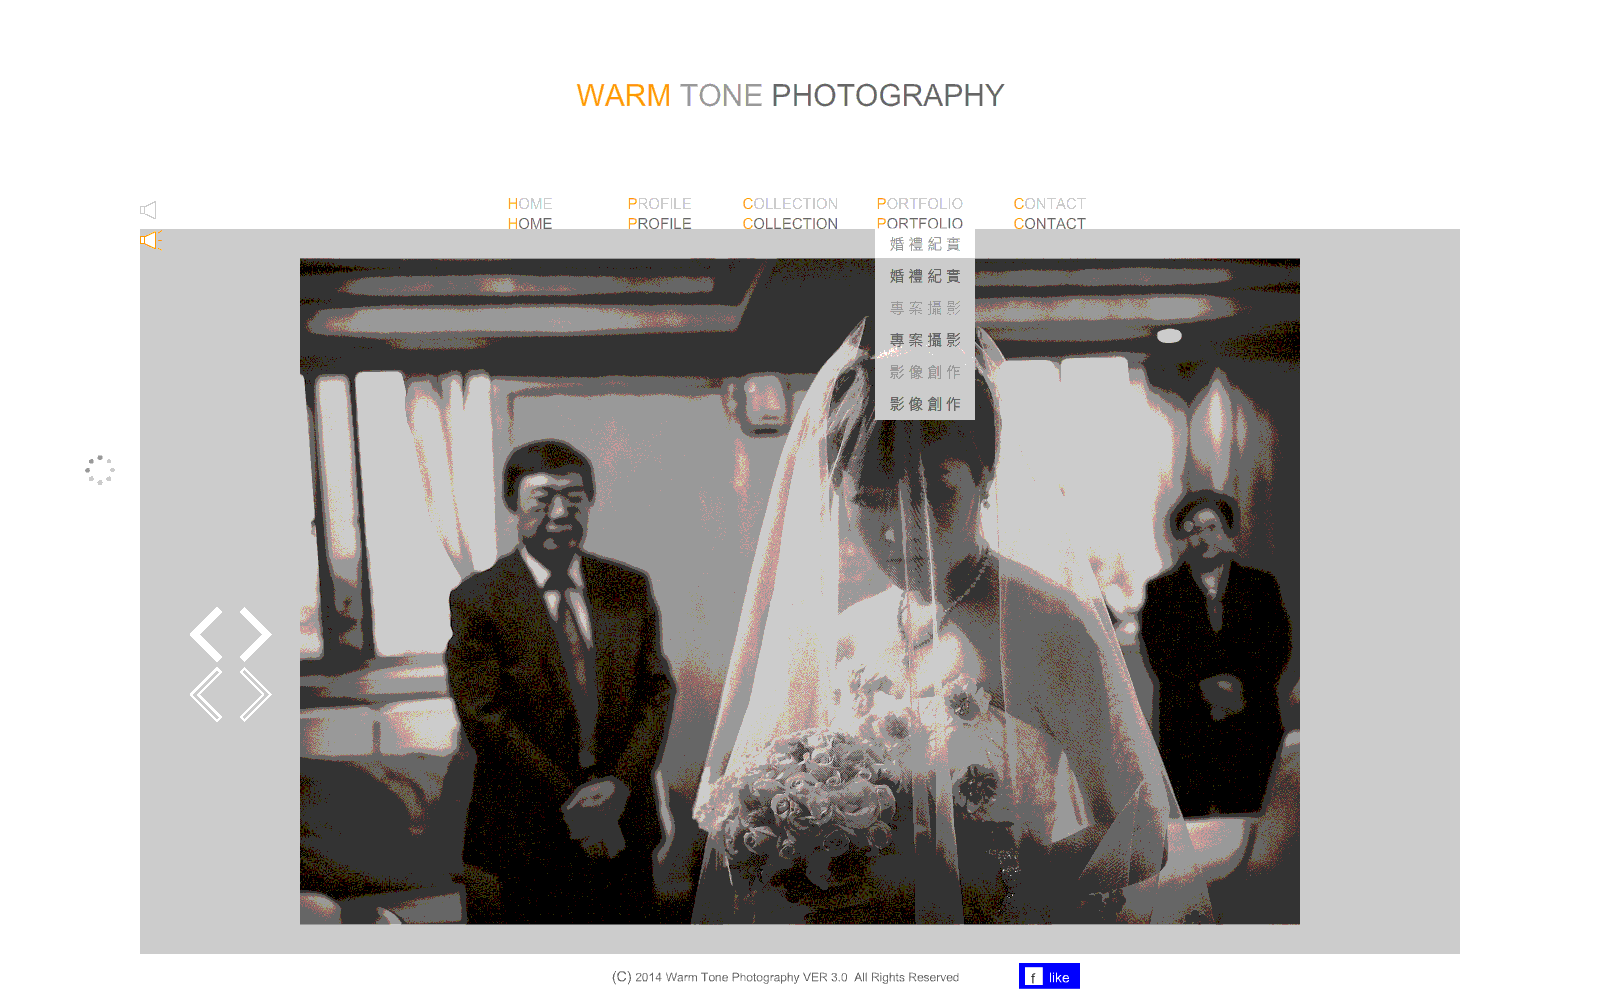 WARM TONE PHOTOGRAPHY
HOME PROFILE COLLECTION PORTFOLIO CONTACT
HOME PROFILE COLLECTION PORTFOLIO CONTACT
婚禮紀實
婚禮紀實
專案攝影
專案攝影
影像創作
影像創作
(C) 2014 Warm Tone Photography VER 3.0 All Rights Reserved
f like